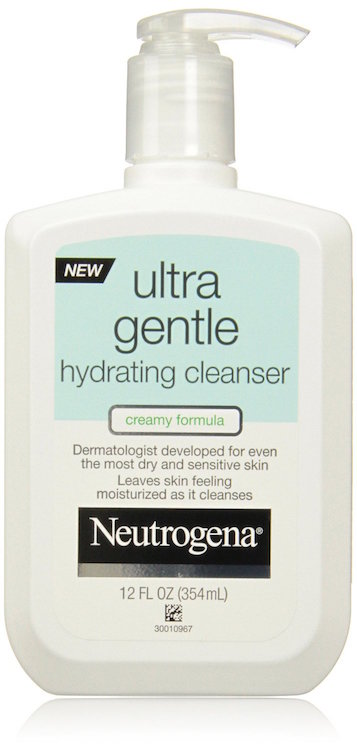 NEW
ultra
gentle
hydrating cleanser
creamy formula
Dermatologist developed for even
the most dry and sensitive skin
Leaves skin feeling
moisturized as it cleanses
Neutrogena®
12 FL OZ (354mL)
30010967